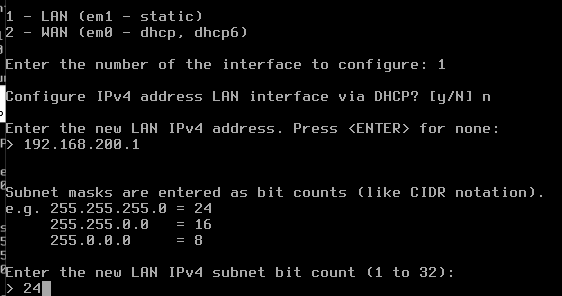 1 - LAN (em1 - static)
2 - WAN (em0 - dhcp, dhcp6)
Enter the number of the interface to configure: 1
Configure IPv4 address LAN interface via DHCP? [y/N] n
Enter the new LAN IPv4 address. Press <ENTER> for none:
> 192.168.200.1
Subnet masks are entered as bit counts (like CIDR notation).
e.g. 255.255.255.0 = 24
255.255.0.0 = 16
255.0.0.0 = 8
Enter the new LAN IPv4 subnet bit count (1 to 32):
> 24